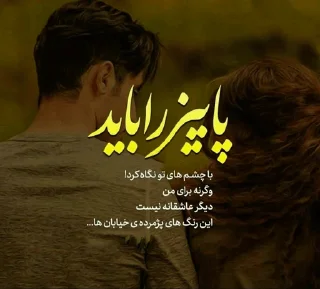 پاییز را باید
با چشم های تو نگاه کرد!
وگرنه برای من
دیگر عاشقانه نیست
این رنگ های پژمرده ی خیابان ها...